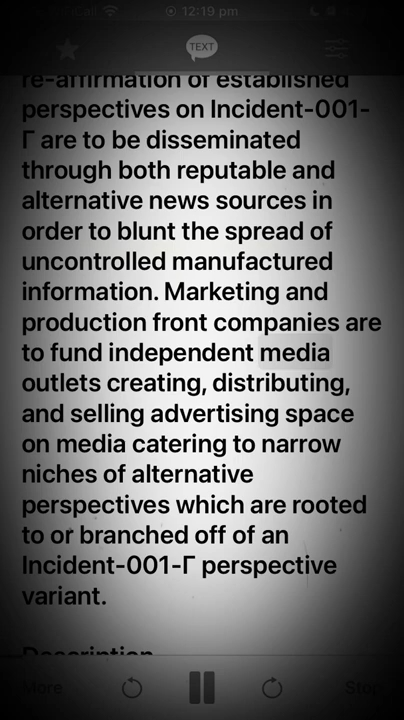 12:19 pm
TEXT
re-affirmation of established
perspectives on Incident-001-
Γ are to be disseminated
through both reputable and
alternative news sources in
order to blunt the spread of
uncontrolled manufactured
information. Marketing and
production front companies are
to fund independent media
outlets creating, distributing,
and selling advertising space
on media catering to narrow
niches of alternative
perspectives which are rooted
to or branched off of an
Incident-001-Γ perspective
variant.
Description
More
Stop